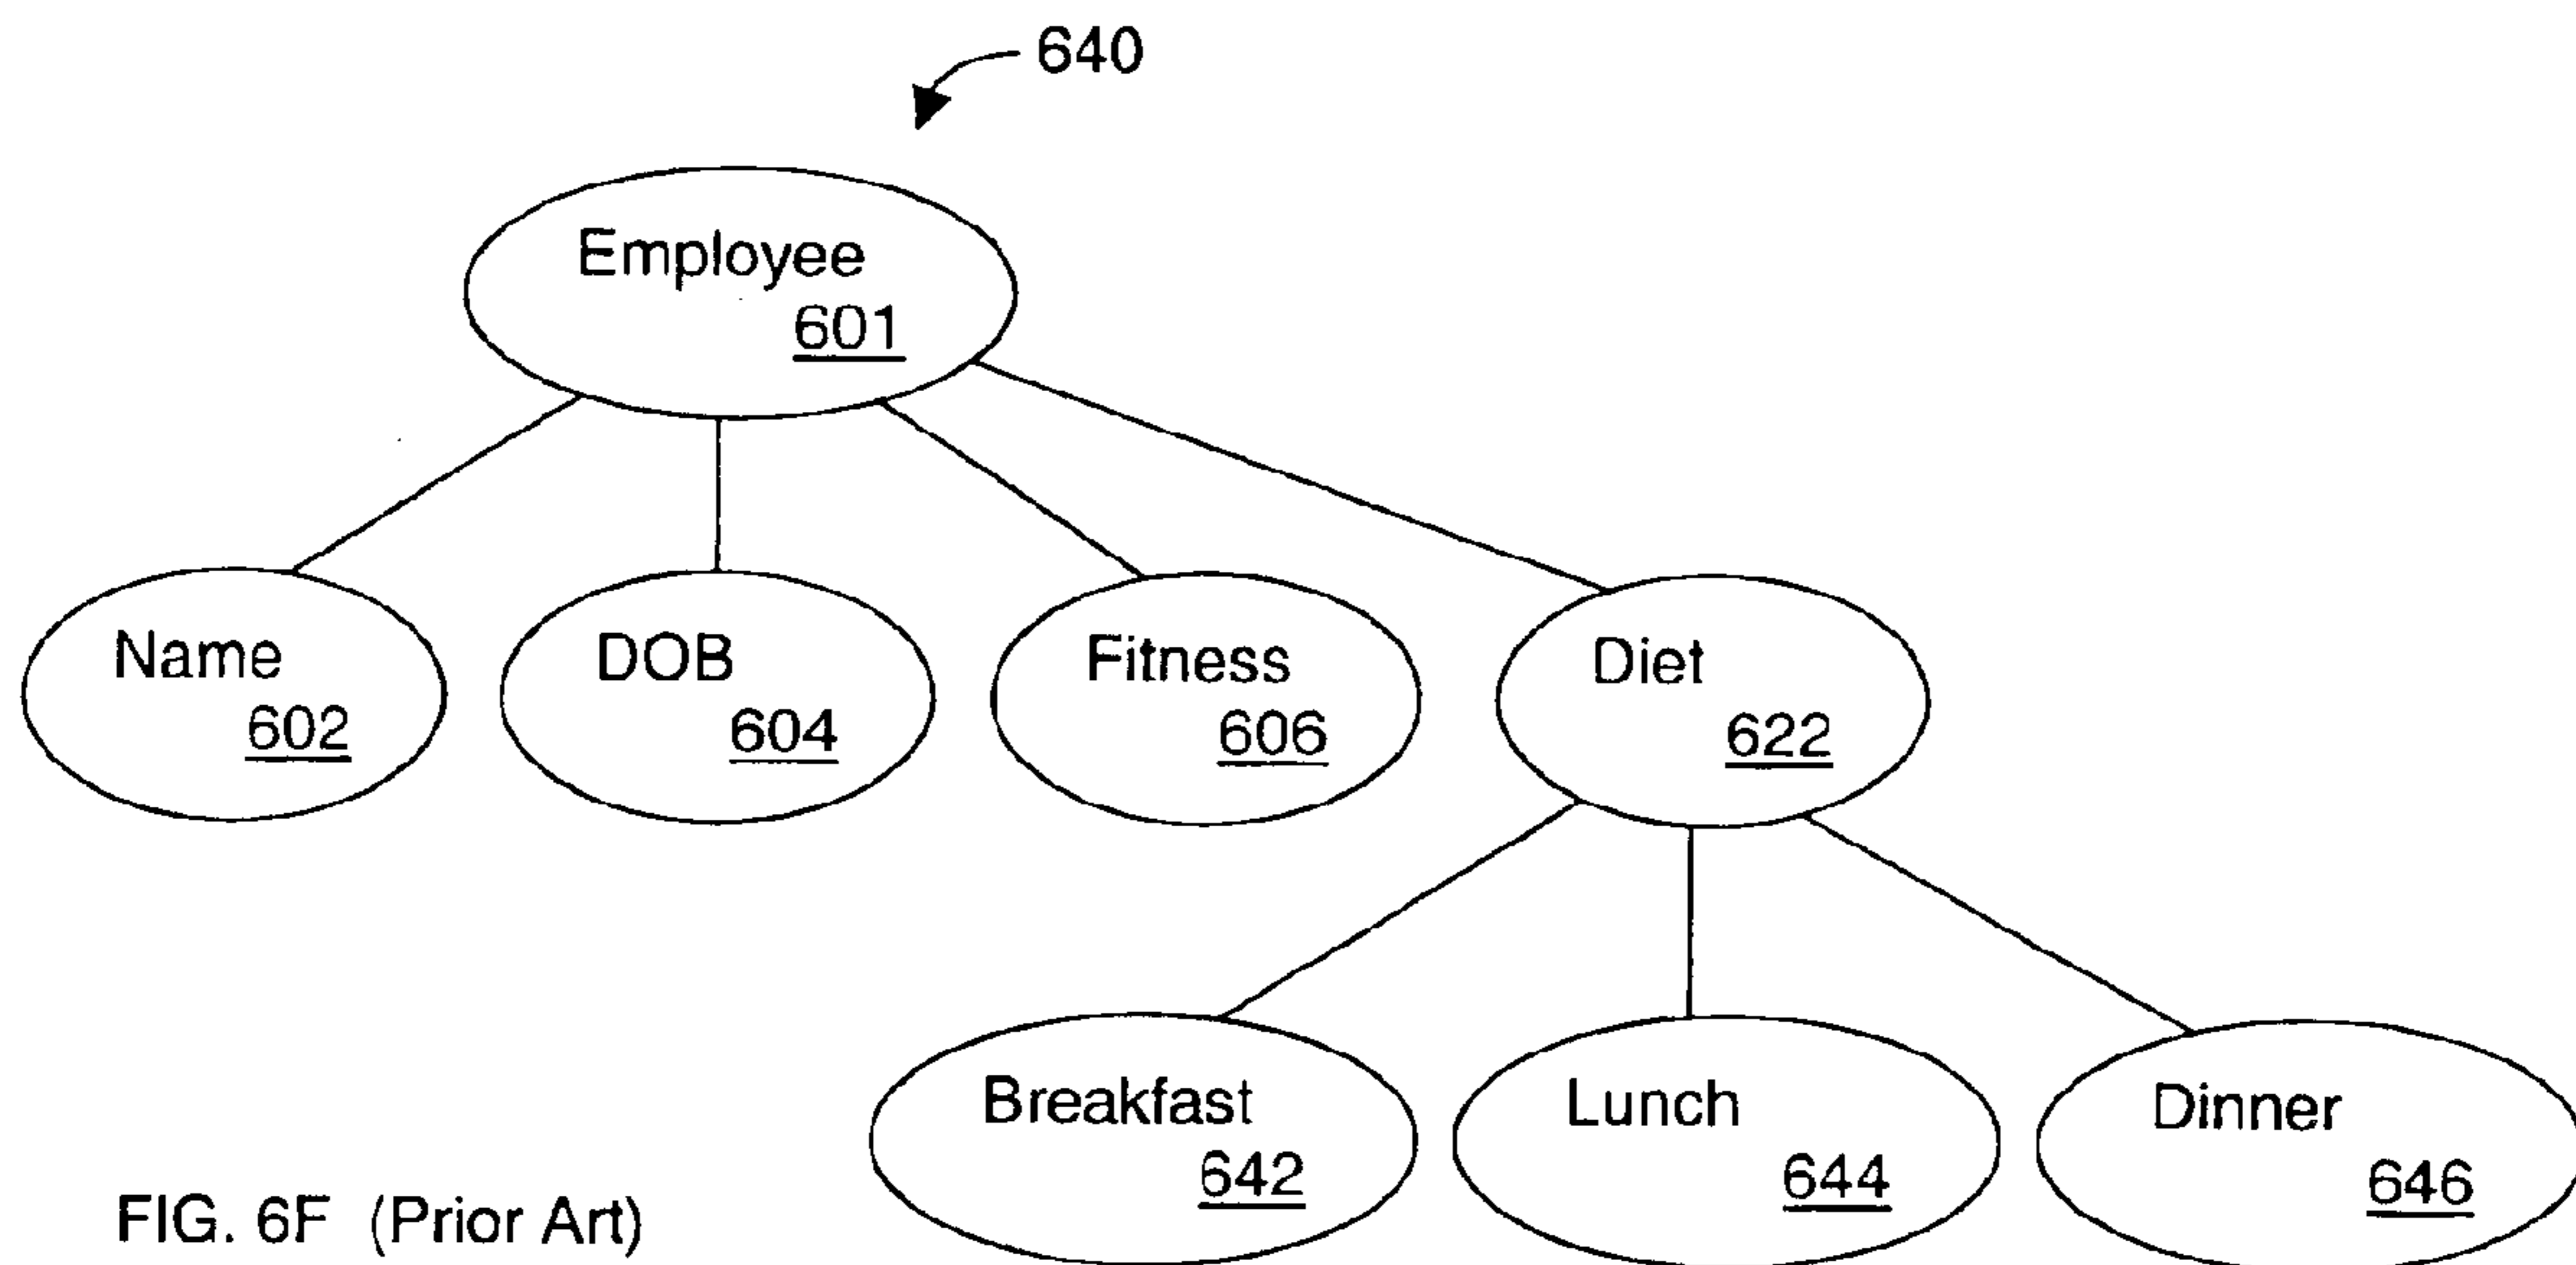 640
Employee
601
Name
602
DOB
604
Fitness
606
Diet
622
Breakfast
642
Lunch
644
Dinner
646
FIG. 6F (Prior Art)